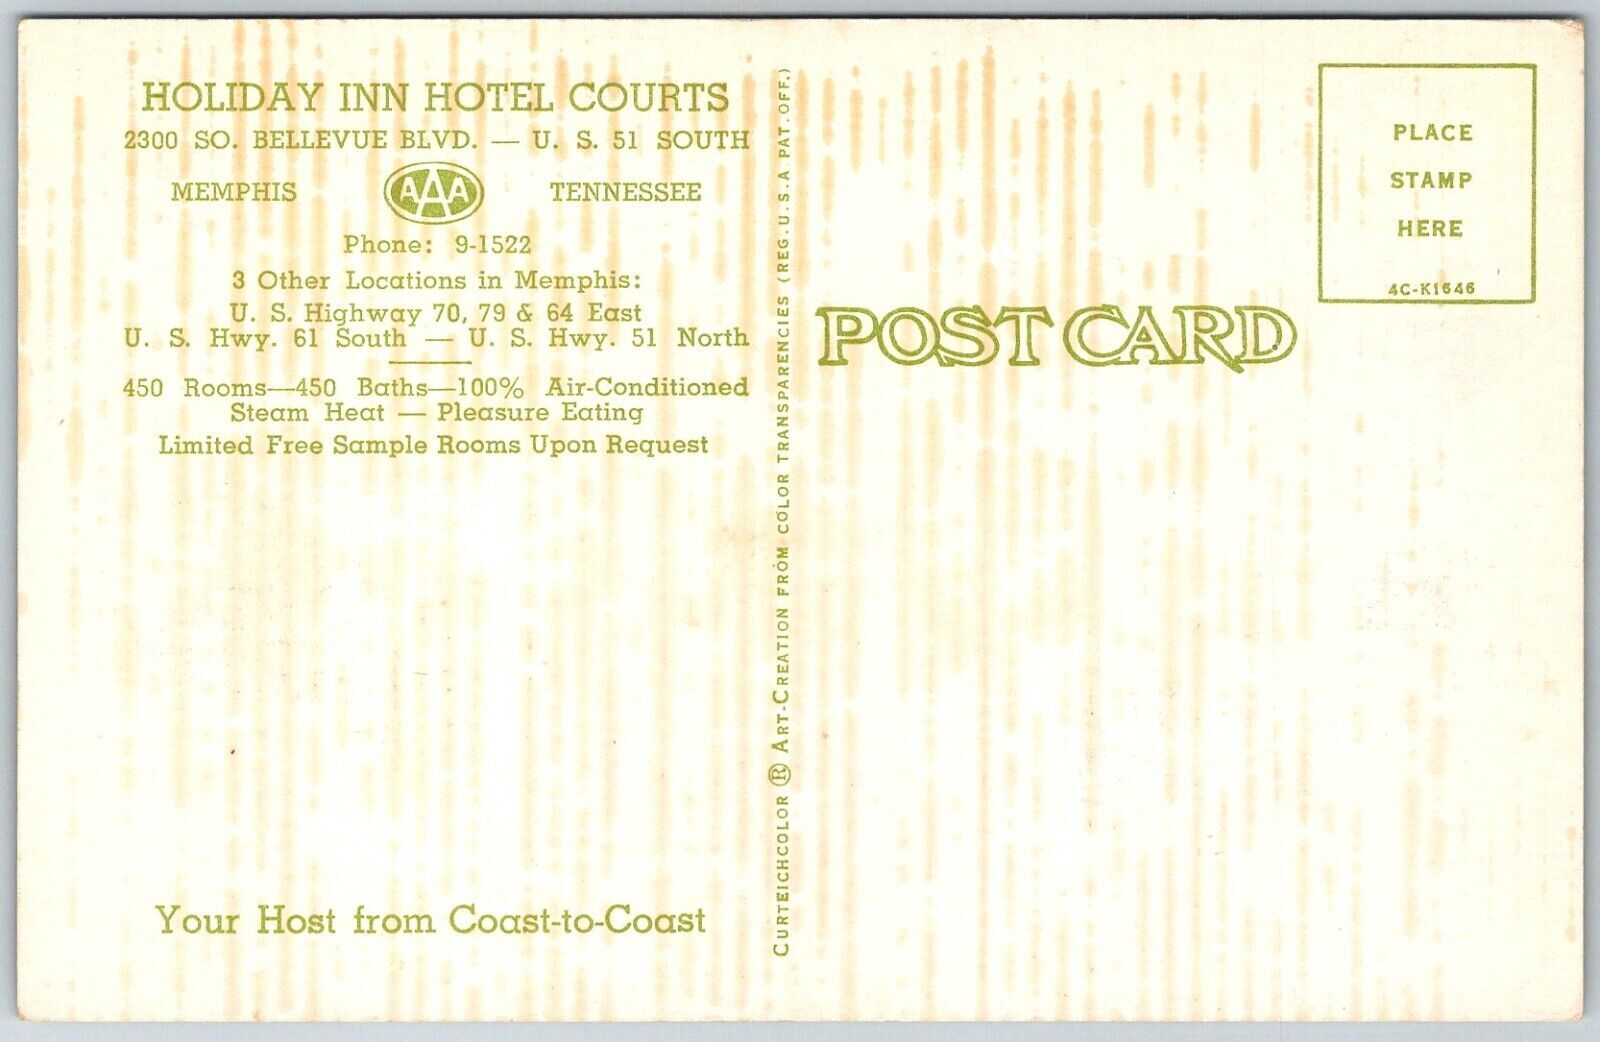 HOLIDAY INN HOTEL COURTS
2300 SO. BELLEVUE BLVD. — U. S. 51 SOUTH
MEMPHIS AAA TENNESSEE
Phone: 9-1522
3 Other Locations in Memphis:
U. S. Highway 70, 79 & 64 East
U. S. Hwy. 61 South — U. S. Hwy. 51 North
450 Rooms—450 Baths—100% Air-Conditioned
Steam Heat — Pleasure Eating
Limited Free Sample Rooms Upon Request
Your Host from Coast-to-Coast
CURTEICHCOLOR ® ART-CREATION FROM COLOR TRANSPARENCIES (REG. U.S.A. PAT. OFF.)
POST CARD
PLACE
STAMP
HERE
4C-K1646